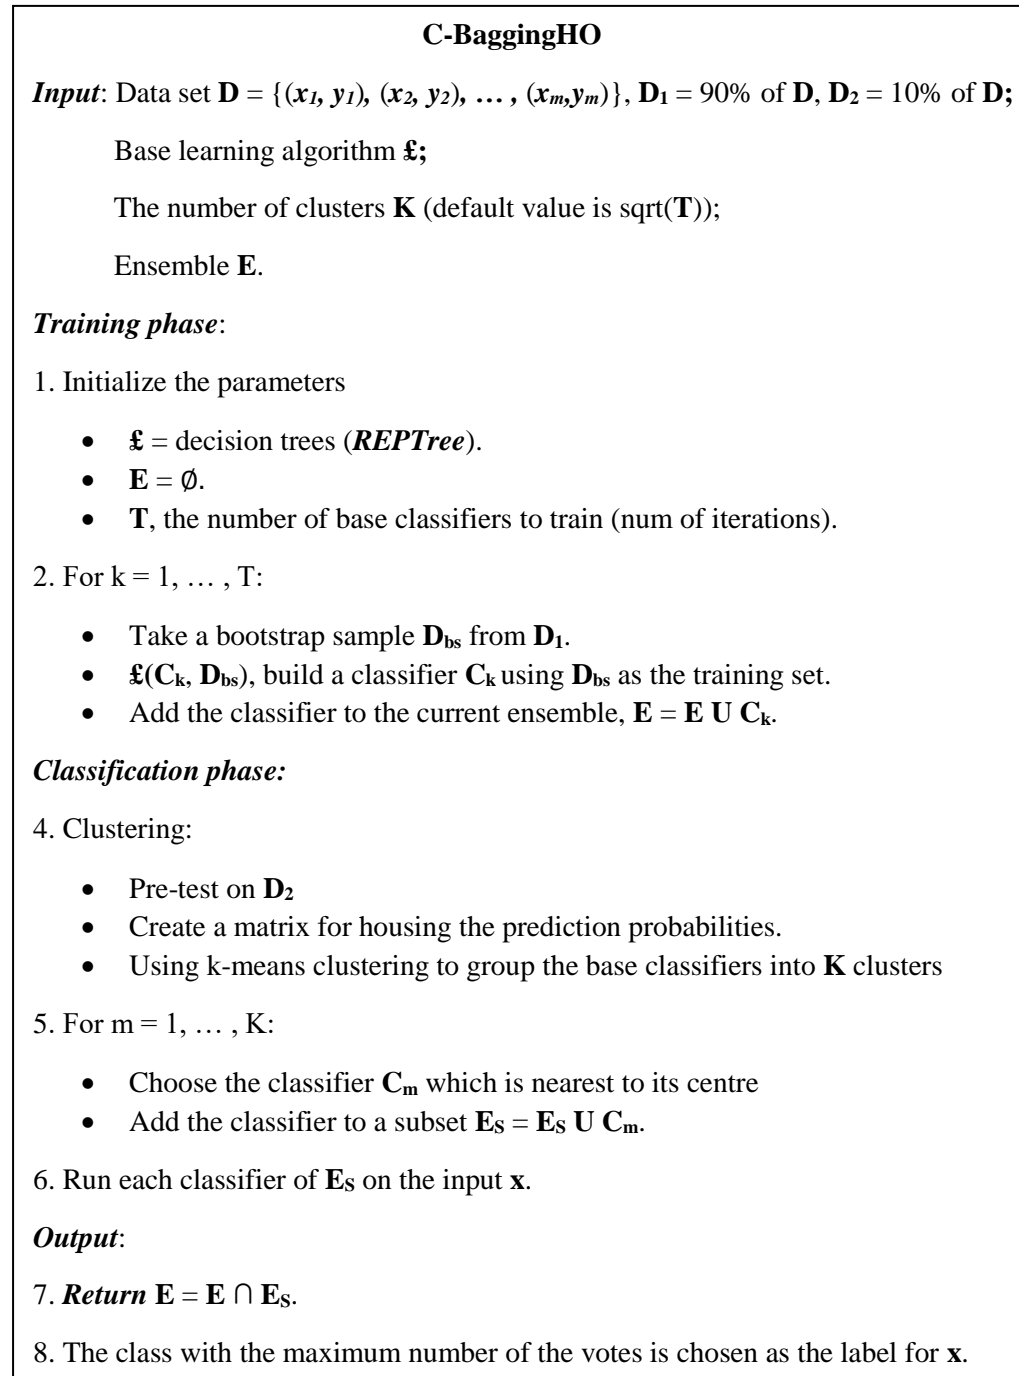 C-BaggingHO
Input: Data set D = {(x1, y1), (x2, y2), … , (xm,ym)}, D1 = 90% of D, D2 = 10% of D;
Base learning algorithm £;
The number of clusters K (default value is sqrt(T));
Ensemble E.
Training phase:
1. Initialize the parameters
• £ = decision trees (REPTree).
• E = ∅.
• T, the number of base classifiers to train (num of iterations).
2. For k = 1, … , T:
• Take a bootstrap sample Dbs from D1.
• £(Ck, Dbs), build a classifier Ck using Dbs as the training set.
• Add the classifier to the current ensemble, E = E U Ck.
Classification phase:
4. Clustering:
• Pre-test on D2
• Create a matrix for housing the prediction probabilities.
• Using k-means clustering to group the base classifiers into K clusters
5. For m = 1, … , K:
• Choose the classifier Cm which is nearest to its centre
• Add the classifier to a subset ES = ES U Cm.
6. Run each classifier of ES on the input x.
Output:
7. Return E = E ∩ ES.
8. The class with the maximum number of the votes is chosen as the label for x.